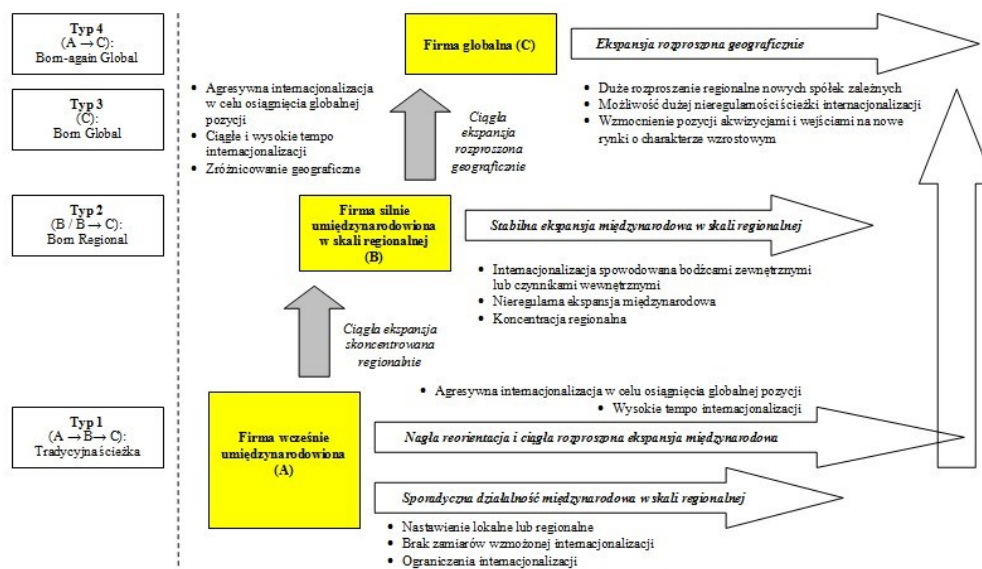 Typ 4
(A → C):
Born-again Global
Typ 3
(C):
Born Global
Typ 2
(B / B → C):
Born Regional
Typ 1
(A → B → C):
Tradycyjna ścieżka
Firma globalna (C)
Ekspansja rozproszona geograficznie
• Agresywna internacjonalizacja
w celu osiągnięcia globalnej
pozycji
• Ciągłe i wysokie tempo
internacjonalizacji
• Zróżnicowanie geograficzne
Ciągła
ekspansja
rozproszona
geograficznie
• Duże rozproszenie regionalne nowych spółek zależnych
• Możliwość dużej nieregularności ścieżki internacjonalizacji
• Wzmocnienie pozycji akwizycjami i wejściami na nowe
rynki o charakterze wzrostowym
Firma silnie
umiędzynarodowiona
w skali regionalnej
(B)
Stabilna ekspansja międzynarodowa w skali regionalnej
• Internacjonalizacja spowodowana bodźcami zewnętrznymi
lub czynnikami wewnętrznymi
• Nieregularna ekspansja międzynarodowa
• Koncentracja regionalna
Ciągła ekspansja
skoncentrowana
regionalnie
• Agresywna internacjonalizacja w celu osiągnięcia globalnej pozycji
• Wysokie tempo internacjonalizacji
Firma wcześnie
umiędzynarodowiona
(A)
Nagła reorientacja i ciągła rozproszona ekspansja międzynarodowa
Sporadyczna działalność międzynarodowa w skali regionalnej
• Nastawienie lokalne lub regionalne
• Brak zamiarów wzmożonej internacjonalizacji
• Ograniczenia internacjonalizacji